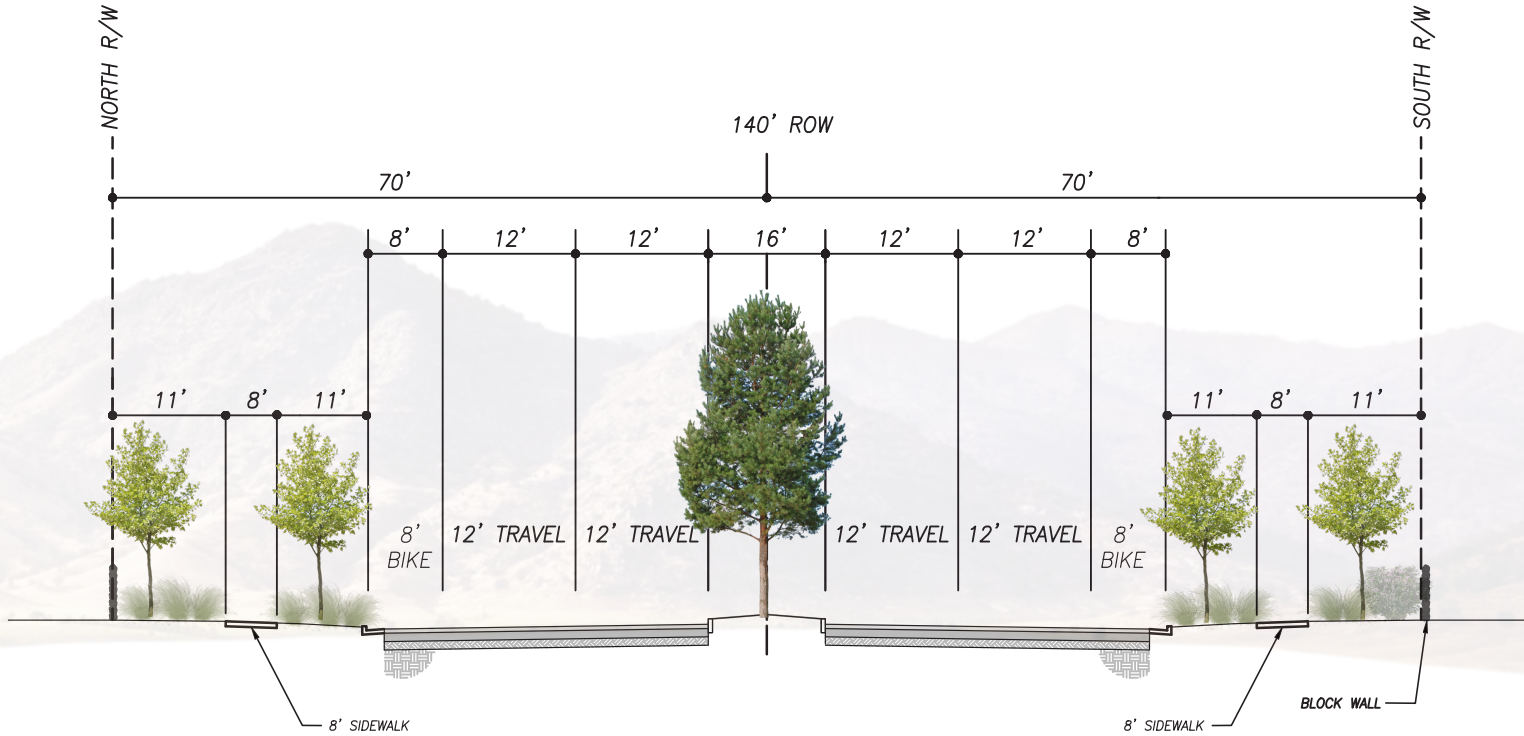 NORTH R/W
SOUTH R/W
140' ROW
70'
70'
8'
12'
12'
16'
12'
12'
8'
11'
8'
11'
11'
8'
11'
8'
BIKE
12' TRAVEL
12' TRAVEL
12' TRAVEL
12' TRAVEL
8'
BIKE
BLOCK WALL
8' SIDEWALK
8' SIDEWALK